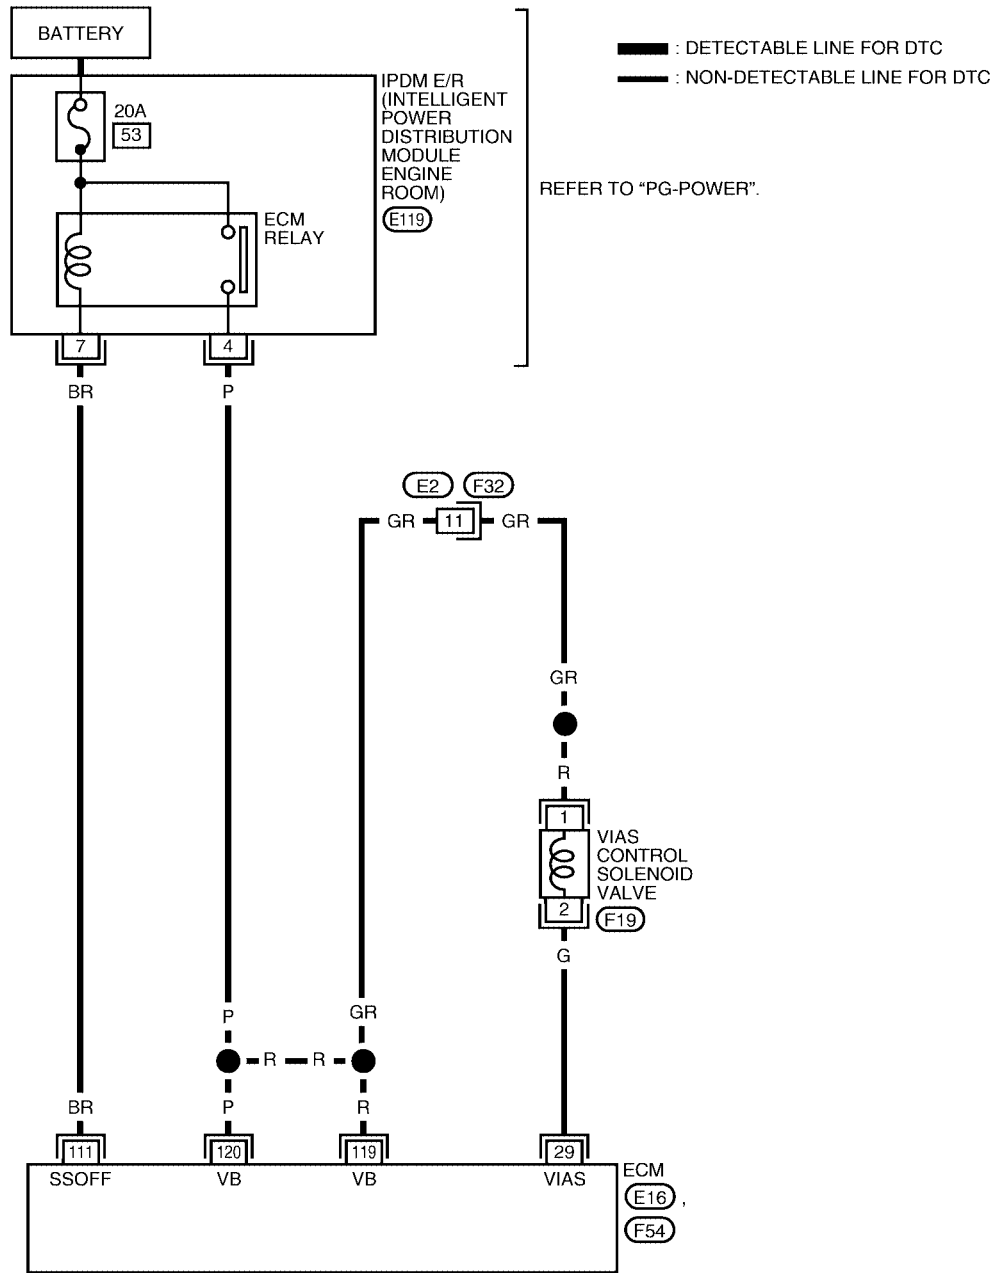 BATTERY
: DETECTABLE LINE FOR DTC
: NON-DETECTABLE LINE FOR DTC
20A
53
IPDM E/R
(INTELLIGENT
POWER
DISTRIBUTION
MODULE
ENGINE
ROOM)
E119
REFER TO “PG-POWER”.
ECM
RELAY
7
4
BR
P
E2
F32
GR
11
GR
GR
R
1
VIAS
CONTROL
SOLENOID
VALVE
2
F19
G
P
GR
R
R
BR
P
R
111
120
119
29
SSOFF
VB
VB
VIAS
ECM
E16 ,
F54